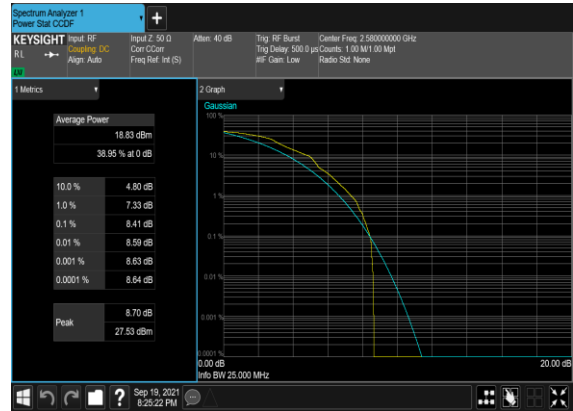 Spectrum Analyzer 1
Power Stat CCDF
+
KEYSIGHT Input: RF Input Z: 50 Ω Atten: 40 dB Trig: RF Burst Center Freq: 2.580000000 GHz
RL Coupling: DC Corr CCorr Trig Delay: 500.0 µs Counts: 1.00 M/1.00 Mpt
Align: Auto Freq Ref: Int (S) #IF Gain: Low Radio Std: None
1 Metrics
2 Graph
Average Power
18.83 dBm
38.95 % at 0 dB
10.0 % 4.80 dB
1.0 % 7.33 dB
0.1 % 8.41 dB
0.01 % 8.59 dB
0.001 % 8.63 dB
0.0001 % 8.64 dB
Peak 8.70 dB
27.53 dBm
Gaussian
100 %
10 %
1 %
0.1 %
0.01 %
0.001 %
0.0001 %
0.00 dB 20.00 dB
Info BW 25.000 MHz
? Sep 19, 2021
8:25:22 PM